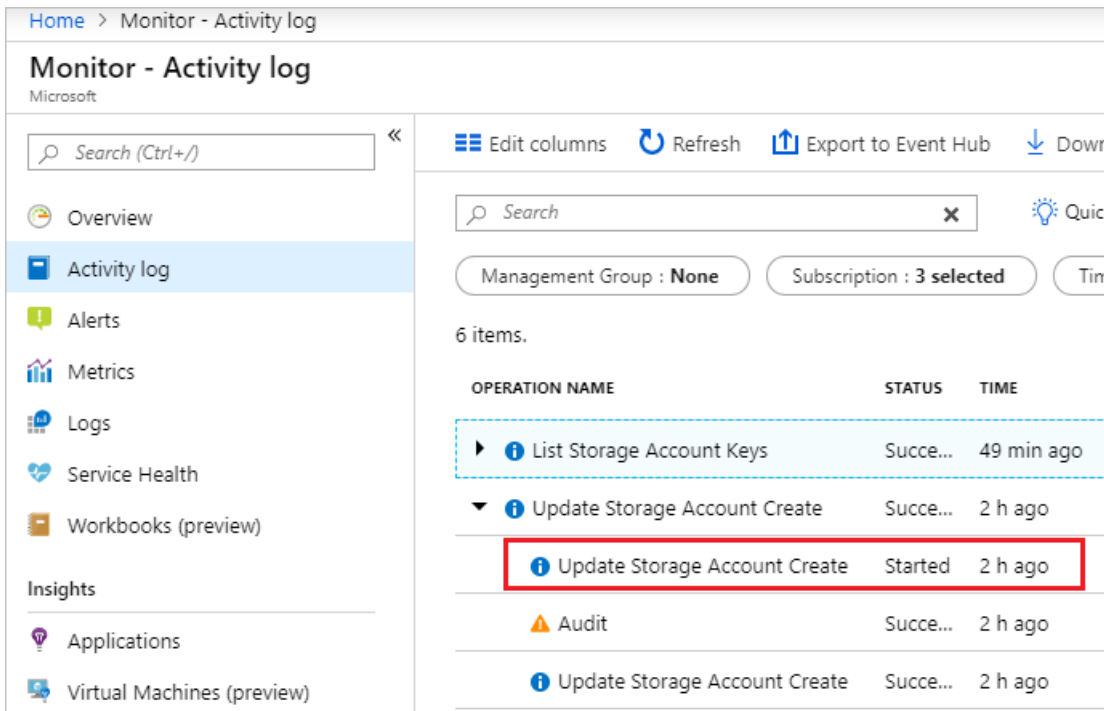 Home > Monitor - Activity log
Monitor - Activity log
Microsoft
Search (Ctrl+/)
«
Edit columns Refresh Export to Event Hub Down
Overview
Search
Quic
Activity log
Management Group : None Subscription : 3 selected Tim
Alerts
6 items.
Metrics
OPERATION NAME STATUS TIME
Logs
List Storage Account Keys Succe... 49 min ago
Service Health
Update Storage Account Create Succe... 2 h ago
Workbooks (preview)
Update Storage Account Create Started 2 h ago
Insights
Audit Succe... 2 h ago
Applications
Update Storage Account Create Succe... 2 h ago
Virtual Machines (preview)